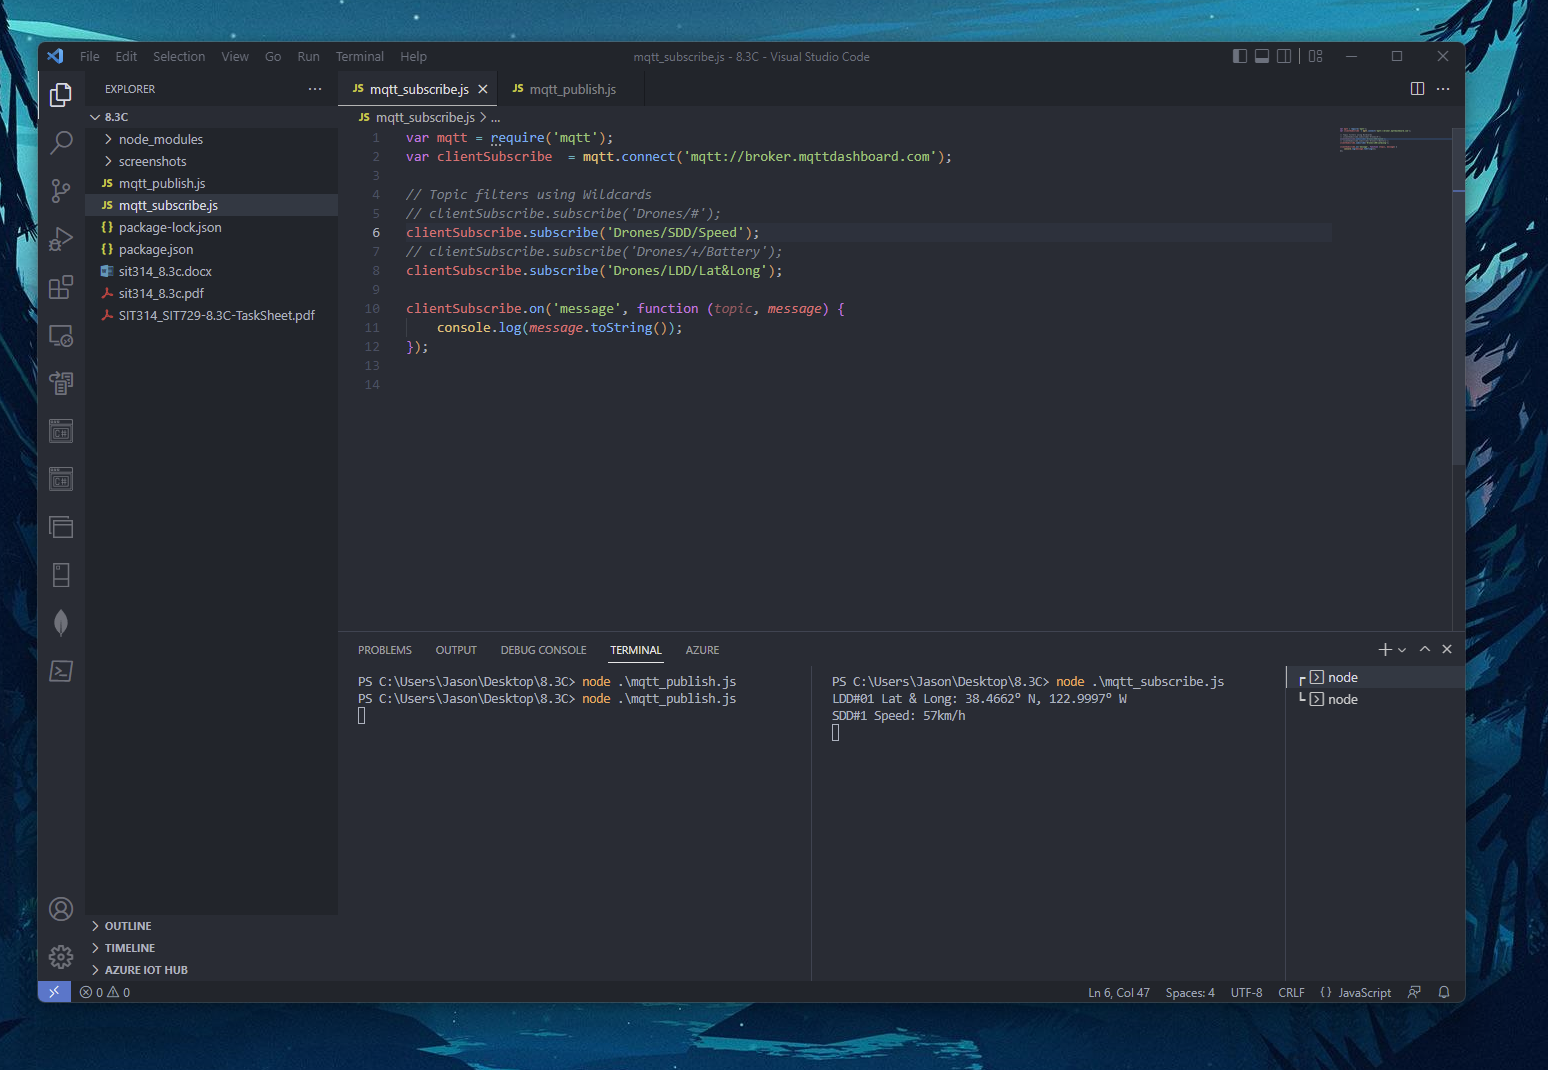 File Edit Selection View Go Run Terminal Help
mqtt_subscribe.js - 8.3C - Visual Studio Code
EXPLORER
8.3C
node_modules
screenshots
JS mqtt_publish.js
JS mqtt_subscribe.js
{} package-lock.json
{} package.json
sit314_8.3c.docx
sit314_8.3c.pdf
SIT314_SIT729-8.3C-TaskSheet.pdf
OUTLINE
TIMELINE
AZURE IOT HUB
JS mqtt_subscribe.js
JS mqtt_publish.js
JS mqtt_subscribe.js > ...
1 var mqtt = require('mqtt');
2 var clientSubscribe  = mqtt.connect('mqtt://broker.mqttdashboard.com');
3
4 // Topic filters using Wildcards
5 // clientSubscribe.subscribe('Drones/#');
6 clientSubscribe.subscribe('Drones/SDD/Speed');
7 // clientSubscribe.subscribe('Drones/+/Battery');
8 clientSubscribe.subscribe('Drones/LDD/Lat&Long');
9
10 clientSubscribe.on('message', function (topic, message) {
11     console.log(message.toString());
12 });
13
14
PROBLEMS OUTPUT DEBUG CONSOLE TERMINAL AZURE
PS C:\Users\Jason\Desktop\8.3C> node .\mqtt_publish.js
PS C:\Users\Jason\Desktop\8.3C> node .\mqtt_publish.js
PS C:\Users\Jason\Desktop\8.3C> node .\mqtt_subscribe.js
LDD#01 Lat & Long: 38.4662° N, 122.9997° W
SDD#1 Speed: 57km/h
node
node
0 0
Ln 6, Col 47 Spaces: 4 UTF-8 CRLF {} JavaScript